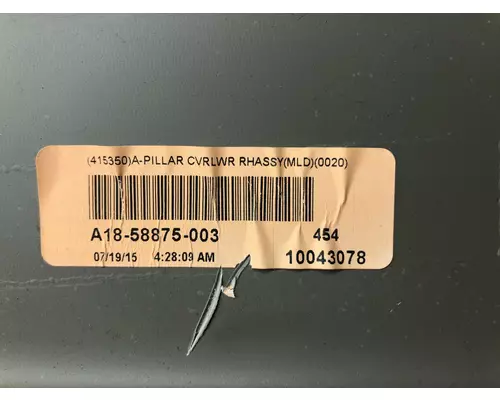 (415350)A-PILLAR CVRLWR RHASSY(MLD)(0020)
A18-58875-003 454
07/19/15 4:28:09 AM 10043078